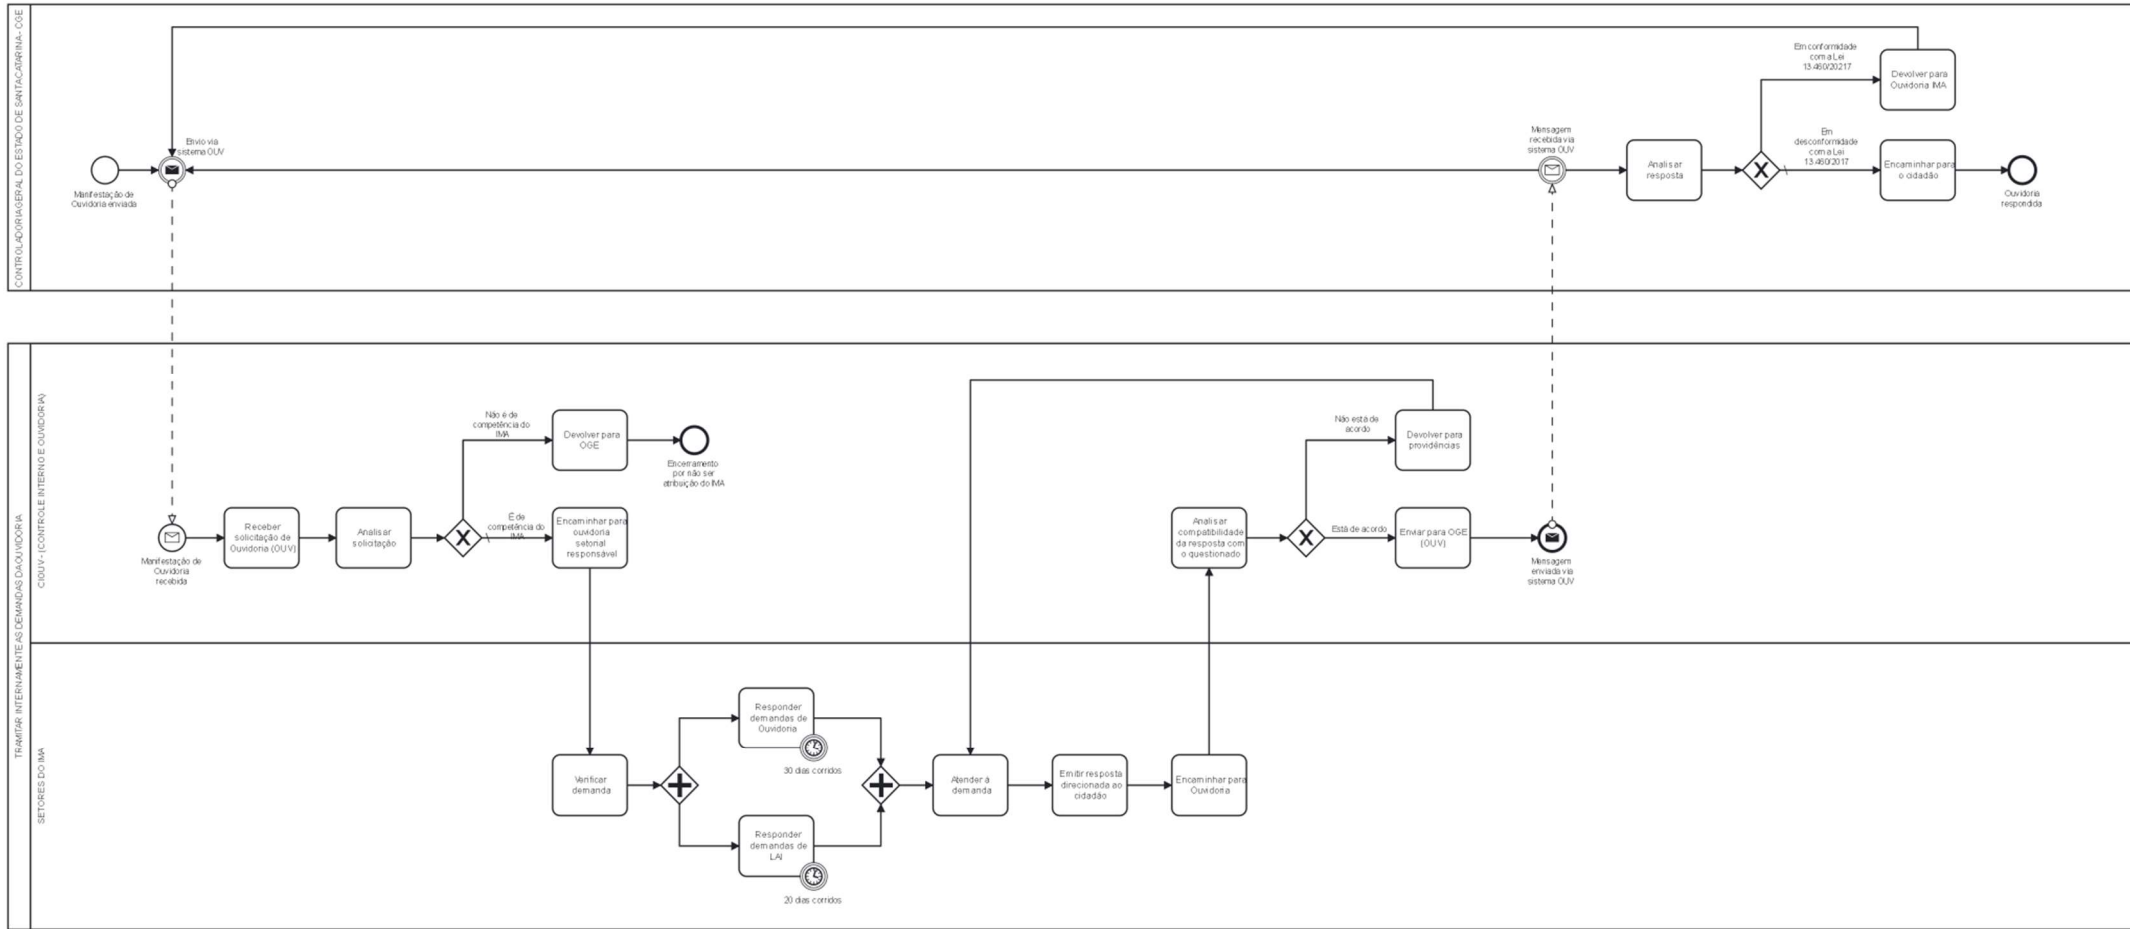 CONTROLADORIA GERAL DO ESTADO DE SANTA CATARINA - CGE
Manifestação de
Ouvidoria enviada
Envio via
sistema OUV
Mensagem
recebida via
sistema OUV
Analisar
resposta
Em conformidade
com a Lei
13.460/20217
Devolver para
Ouvidoria IMA
Em
desconformidade
com a Lei
13.460/2017
Encaminhar para
o cidadão
Ouvidoria
respondida
TRAMITAR INTERNAMENTE AS DEMANDAS DA OUVIDORIA
CIOUV - (CONTROLE INTERNO E OUVIDORIA)
Manifestação de
Ouvidoria
recebida
Receber
solicitação de
Ouvidoria (OUV)
Analisar
solicitação
Não é de
competência do
IMA
Devolver para
OGE
Encerramento
por não ser
atribuição do IMA
É de
competência do
IMA
Encaminhar para
ouvidoria
setorial
responsável
Analisar
compatibilidade
da resposta com
o questionado
Não está de
acordo
Devolver para
providências
Está de acordo
Enviar para OGE
(OUV)
Mensagem
enviada via
sistema OUV
SETORES DO IMA
Verificar
demanda
Responder
demandas de
Ouvidoria
30 dias corridos
Responder
demandas de
LAI
20 dias corridos
Atender à
demanda
Emitir resposta
direcionada ao
cidadão
Encaminhar para
Ouvidoria